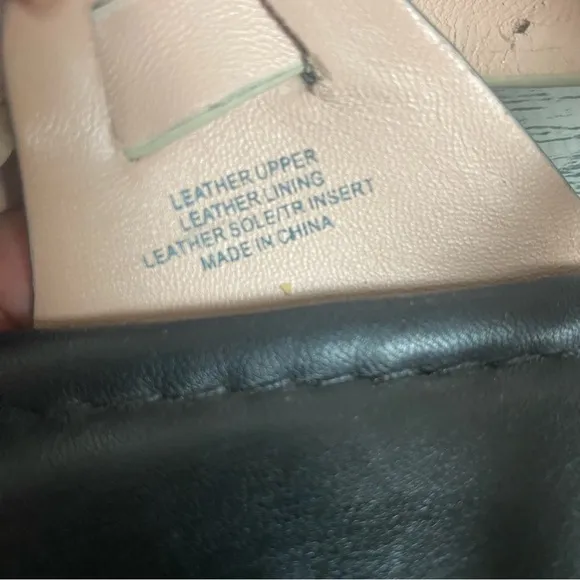 LEATHER UPPER
LEATHER LINING
LEATHER SOLE/TR INSERT
MADE IN CHINA